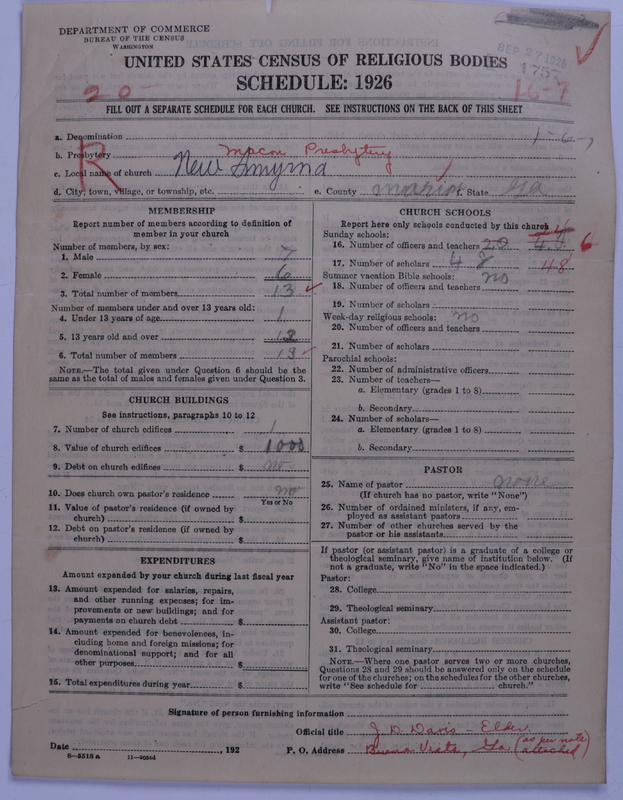 DEPARTMENT OF COMMERCE
BUREAU OF THE CENSUS
WASHINGTON
SEP 27 1926
1757
UNITED STATES CENSUS OF RELIGIOUS BODIES
SCHEDULE: 1926
20- 16-7
FILL OUT A SEPARATE SCHEDULE FOR EACH CHURCH. SEE INSTRUCTIONS ON THE BACK OF THIS SHEET
R
a. Denomination 1-6-7
b. Presbytery Macon Presbytery
c. Local name of church New Smyrna
d. City, town, village, or township, etc. e. County Marion f. State Ga
MEMBERSHIP
Report number of members according to definition of
member in your church
Number of members, by sex:
1. Male 7
2. Female 6
3. Total number of members 13
Number of members under and over 13 years old:
4. Under 13 years of age 1
5. 13 years old and over 12
6. Total number of members 13
NOTE.—The total given under Question 6 should be the
same as the total of males and females given under Question 3.
CHURCH BUILDINGS
See instructions, paragraphs 10 to 12
7. Number of church edifices 1
8. Value of church edifices $ 1000
9. Debt on church edifices $ no
10. Does church own pastor's residence no
Yes or No
11. Value of pastor's residence (if owned by
church) $
12. Debt on pastor's residence (if owned by
church) $
EXPENDITURES
Amount expended by your church during last fiscal year
13. Amount expended for salaries, repairs,
and other running expenses; for im-
provements or new buildings; and for
payments on church debt $
14. Amount expended for benevolences, in-
cluding home and foreign missions; for
denominational support; and for all
other purposes $
15. Total expenditures during year $
CHURCH SCHOOLS
Report here only schools conducted by this church
Sunday schools:
16. Number of officers and teachers 6
17. Number of scholars 48 48
Summer vacation Bible schools: no
18. Number of officers and teachers
19. Number of scholars
Week-day religious schools: no
20. Number of officers and teachers
21. Number of scholars
Parochial schools:
22. Number of administrative officers
23. Number of teachers—
a. Elementary (grades 1 to 8)
b. Secondary
24. Number of scholars—
a. Elementary (grades 1 to 8)
b. Secondary
PASTOR
25. Name of pastor none
(If church has no pastor, write "None")
26. Number of ordained ministers, if any, em-
ployed as assistant pastors
27. Number of other churches served by the
pastor or his assistants
If pastor (or assistant pastor) is a graduate of a college or
theological seminary, give name of institution below. (If
not a graduate, write "No" in the space indicated.)
Pastor:
28. College
29. Theological seminary
Assistant pastor:
30. College
31. Theological seminary
NOTE.—Where one pastor serves two or more churches,
Questions 28 and 29 should be answered only on the schedule
for one of the churches; on the schedules for the other churches,
write "See schedule for church."
Signature of person furnishing information
Official title J. D. Davis - Elder
Date , 192 P. O. Address Buena Vista, Ga. (as per note attached)
8-5518 a